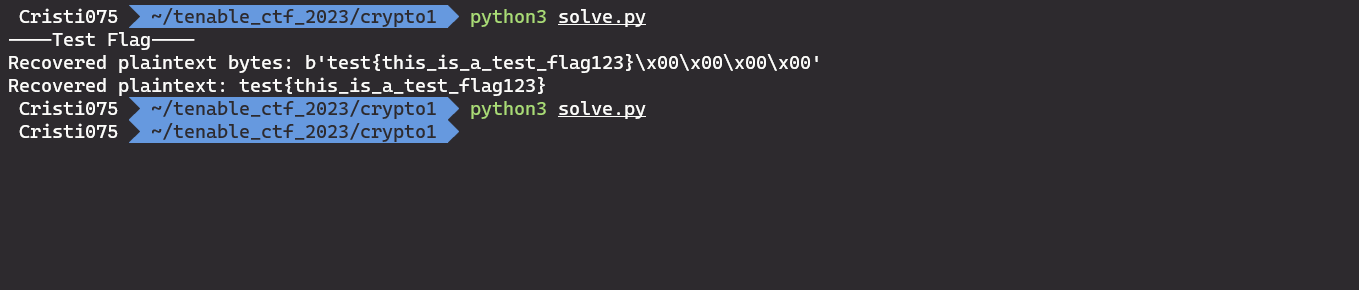 Cristi075 ~/tenable_ctf_2023/crypto1 python3 solve.py
────Test Flag────
Recovered plaintext bytes: b'test{this_is_a_test_flag123}\x00\x00\x00\x00'
Recovered plaintext: test{this_is_a_test_flag123}
Cristi075 ~/tenable_ctf_2023/crypto1 python3 solve.py
Cristi075 ~/tenable_ctf_2023/crypto1